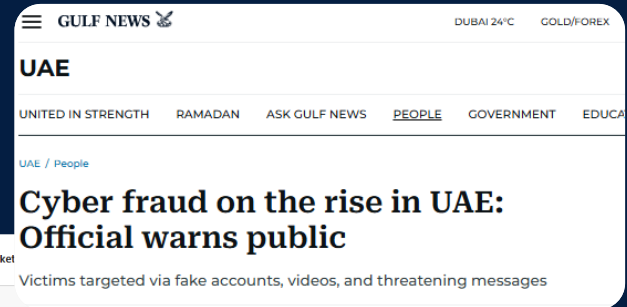 GULF NEWS
DUBAI 24°C GOLD/FOREX
UAE
UNITED IN STRENGTH RAMADAN ASK GULF NEWS PEOPLE GOVERNMENT
UAE / People
Cyber fraud on the rise in UAE:
Official warns public
Victims targeted via fake accounts, videos, and threatening messages